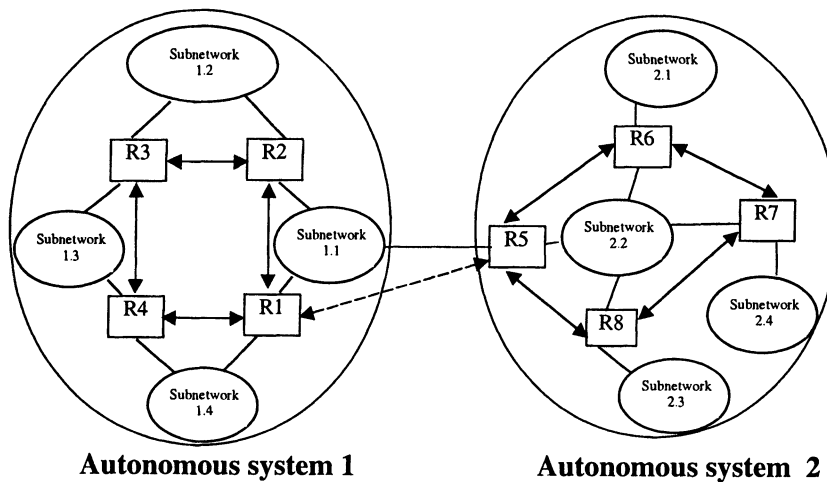 Subnetwork
1.2
R3
R2
Subnetwork
1.3
Subnetwork
1.1
R4
R1
Subnetwork
1.4
Autonomous system 1
Subnetwork
2.1
R6
R5
Subnetwork
2.2
R7
R8
Subnetwork
2.4
Subnetwork
2.3
Autonomous system 2